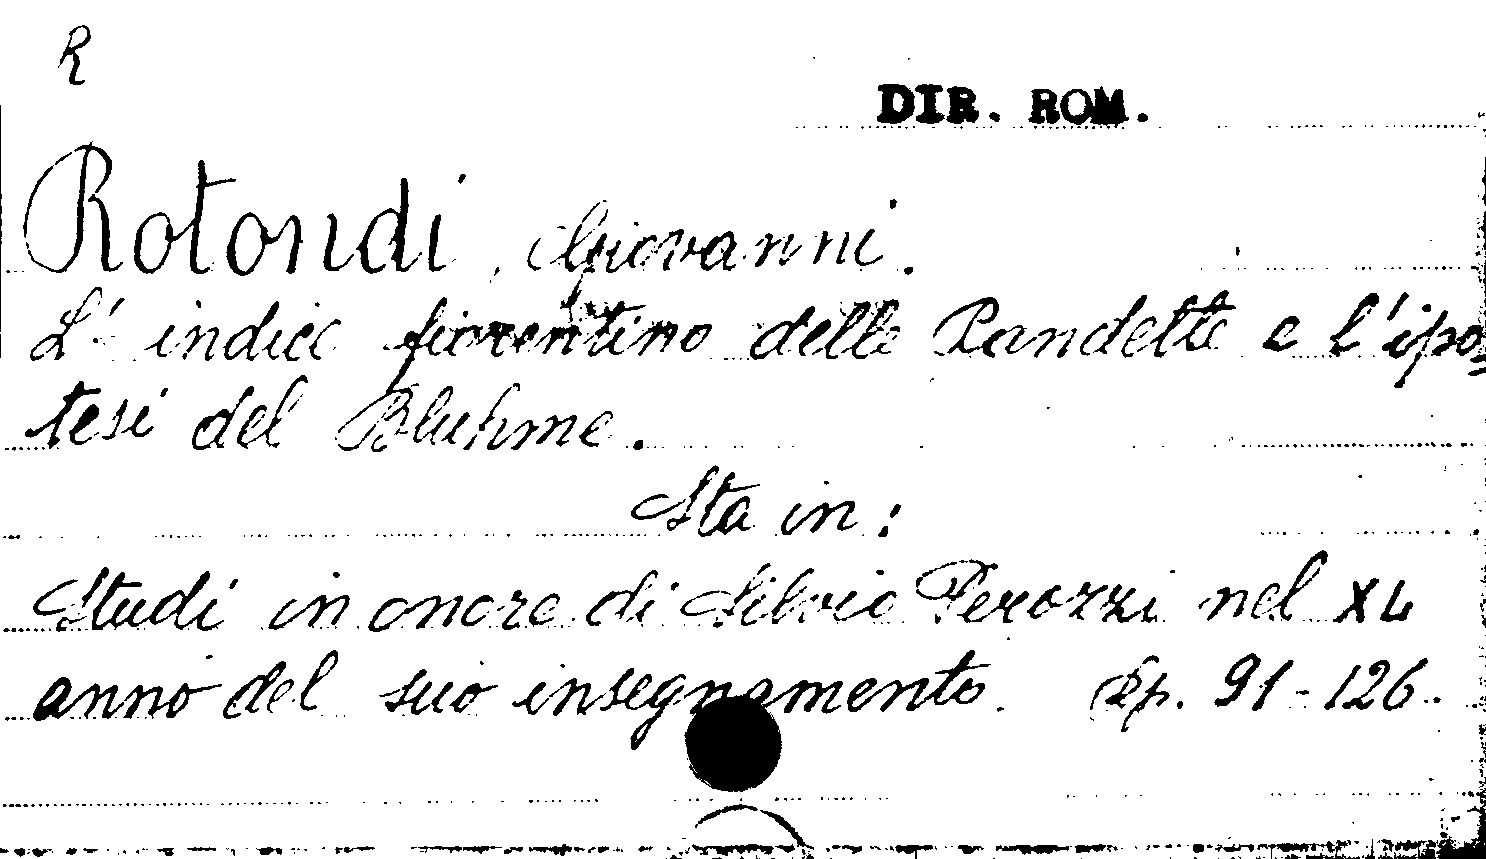 R
DIR. ROM.
Rotondi, Giovanni.
L'indice fiorentino delle Pandette e l'ipo-
tesi del Bluhme.
Sta in:
Studi in onore di Silvio Perozzi nel XL
anno del suo insegnamento. Pp. 91-126.